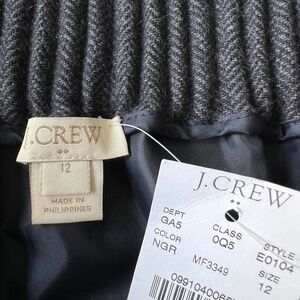 J.CREW
12
MADE IN
PHILIPPINES
J.CREW
DEPT CLASS STYLE
GA5 0Q5 E0104
COLOR SIZE
NGR MF3349 12